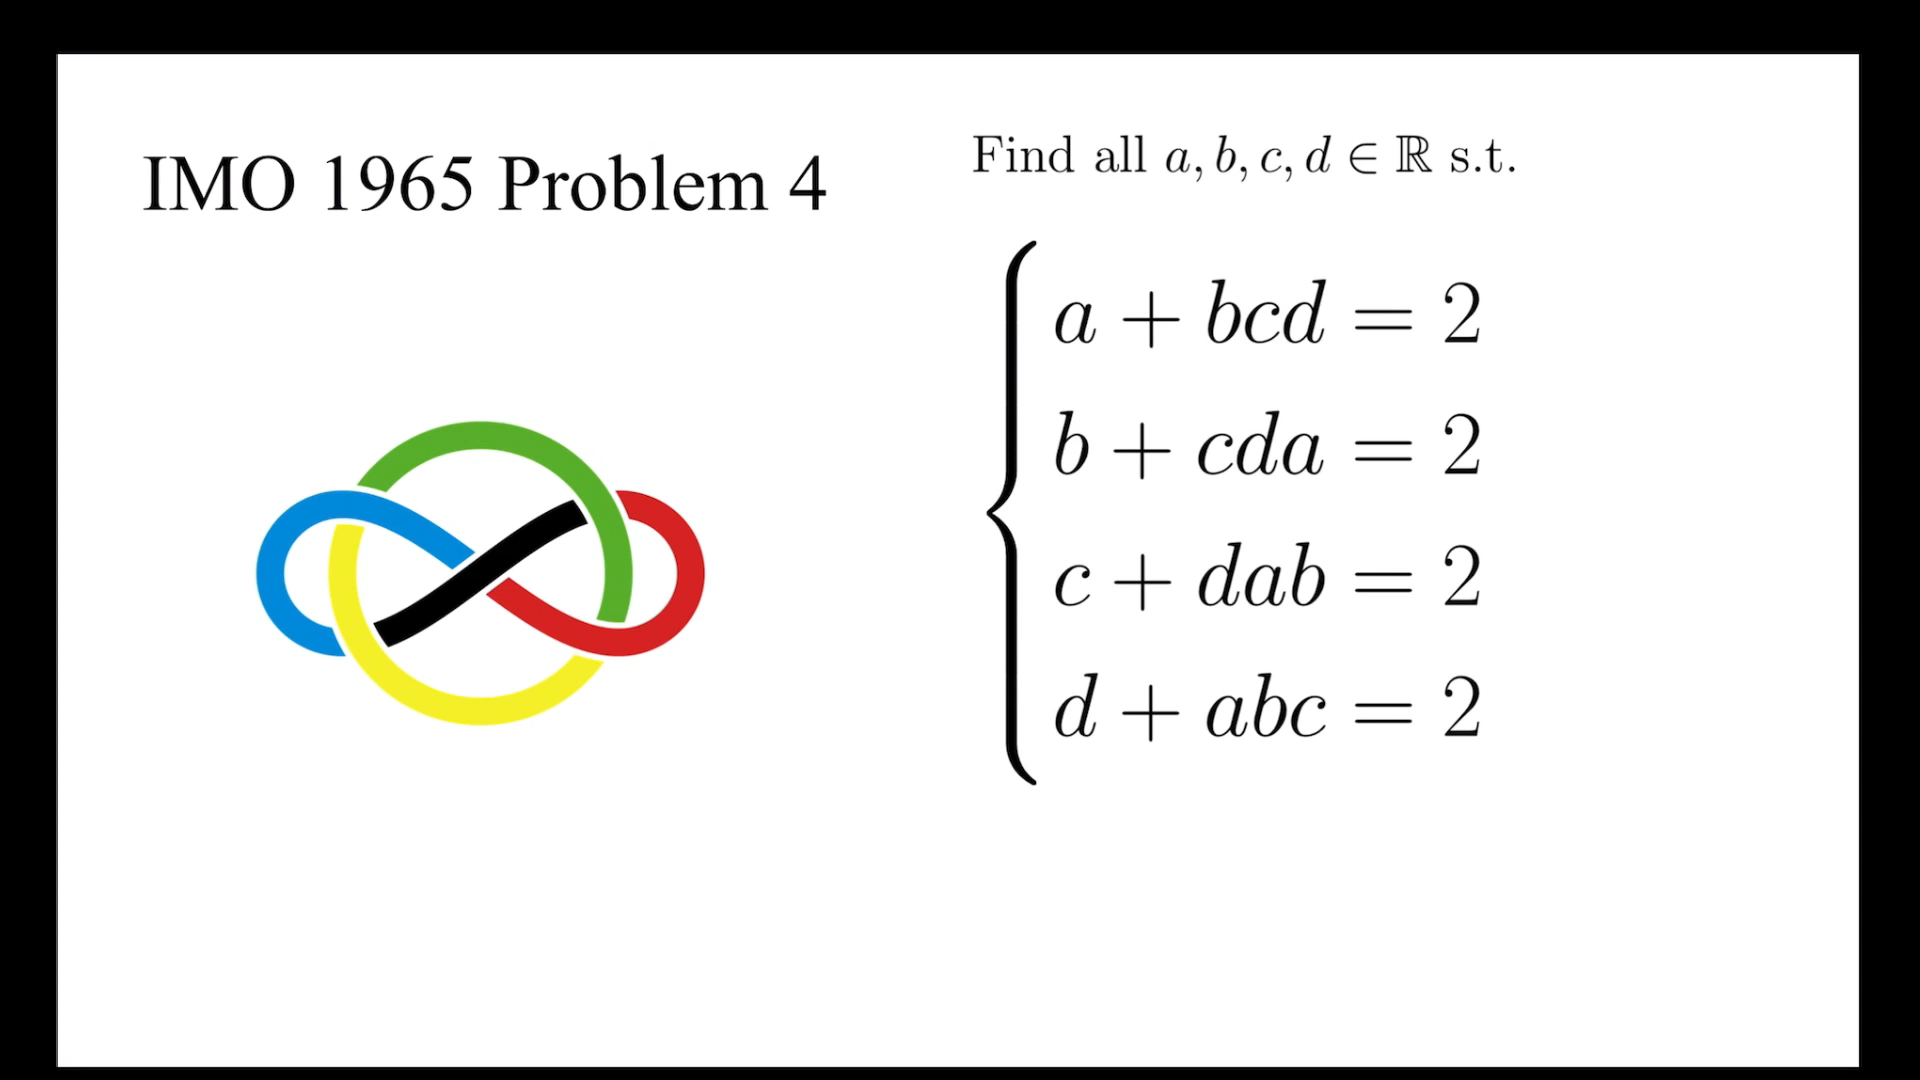 IMO 1965 Problem 4
Find all a, b, c, d ∈ ℝ s.t.
a + bcd = 2
b + cda = 2
c + dab = 2
d + abc = 2